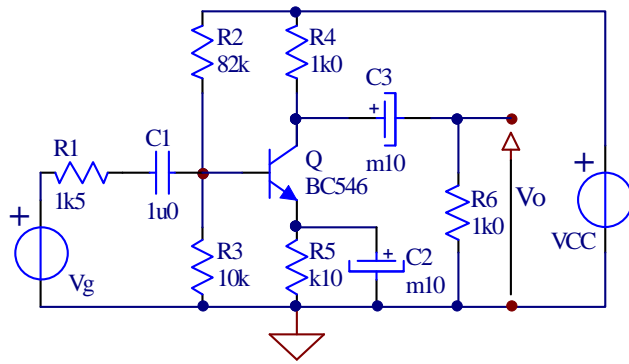 R2
82k
R4
1k0
C3
+
m10
R1
1k5
C1
1u0
Q
BC546
+
Vg
R3
10k
R5
k10
+
C2
m10
R6
1k0
Vo
+
VCC